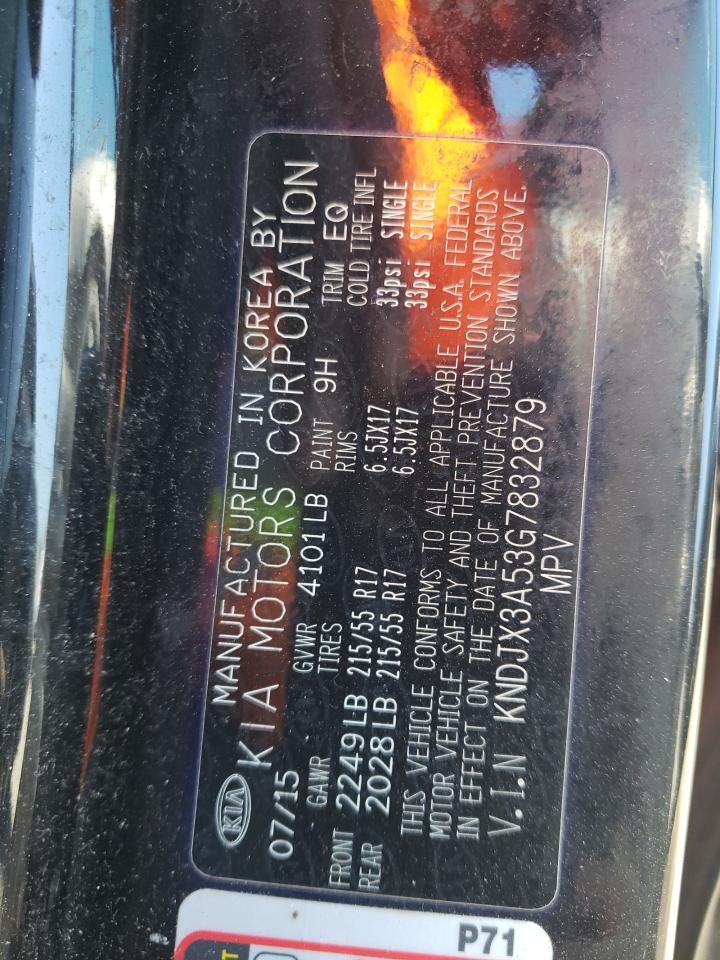 KIA
MANUFACTURED IN KOREA BY
KIA MOTORS CORPORATION
07/15 GVWR 4101LB PAINT 9H TRIM EQ
GAWR TIRES RIMS COLD TIRE INFL
FRONT 2249LB 215/55 R17 6.5JX17 33psi SINGLE
REAR 2028LB 215/55 R17 6.5JX17 33psi SINGLE
THIS VEHICLE CONFORMS TO ALL APPLICABLE U.S.A. FEDERAL
MOTOR VEHICLE SAFETY AND THEFT PREVENTION STANDARDS
IN EFFECT ON THE DATE OF MANUFACTURE SHOWN ABOVE.
V.I.N KNDJX3A53G7832879
MPV
P71